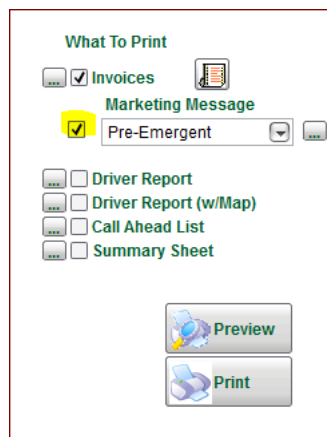 What To Print
... Invoices
Marketing Message
Pre-Emergent ...
... Driver Report
... Driver Report (w/Map)
... Call Ahead List
... Summary Sheet
Preview
Print